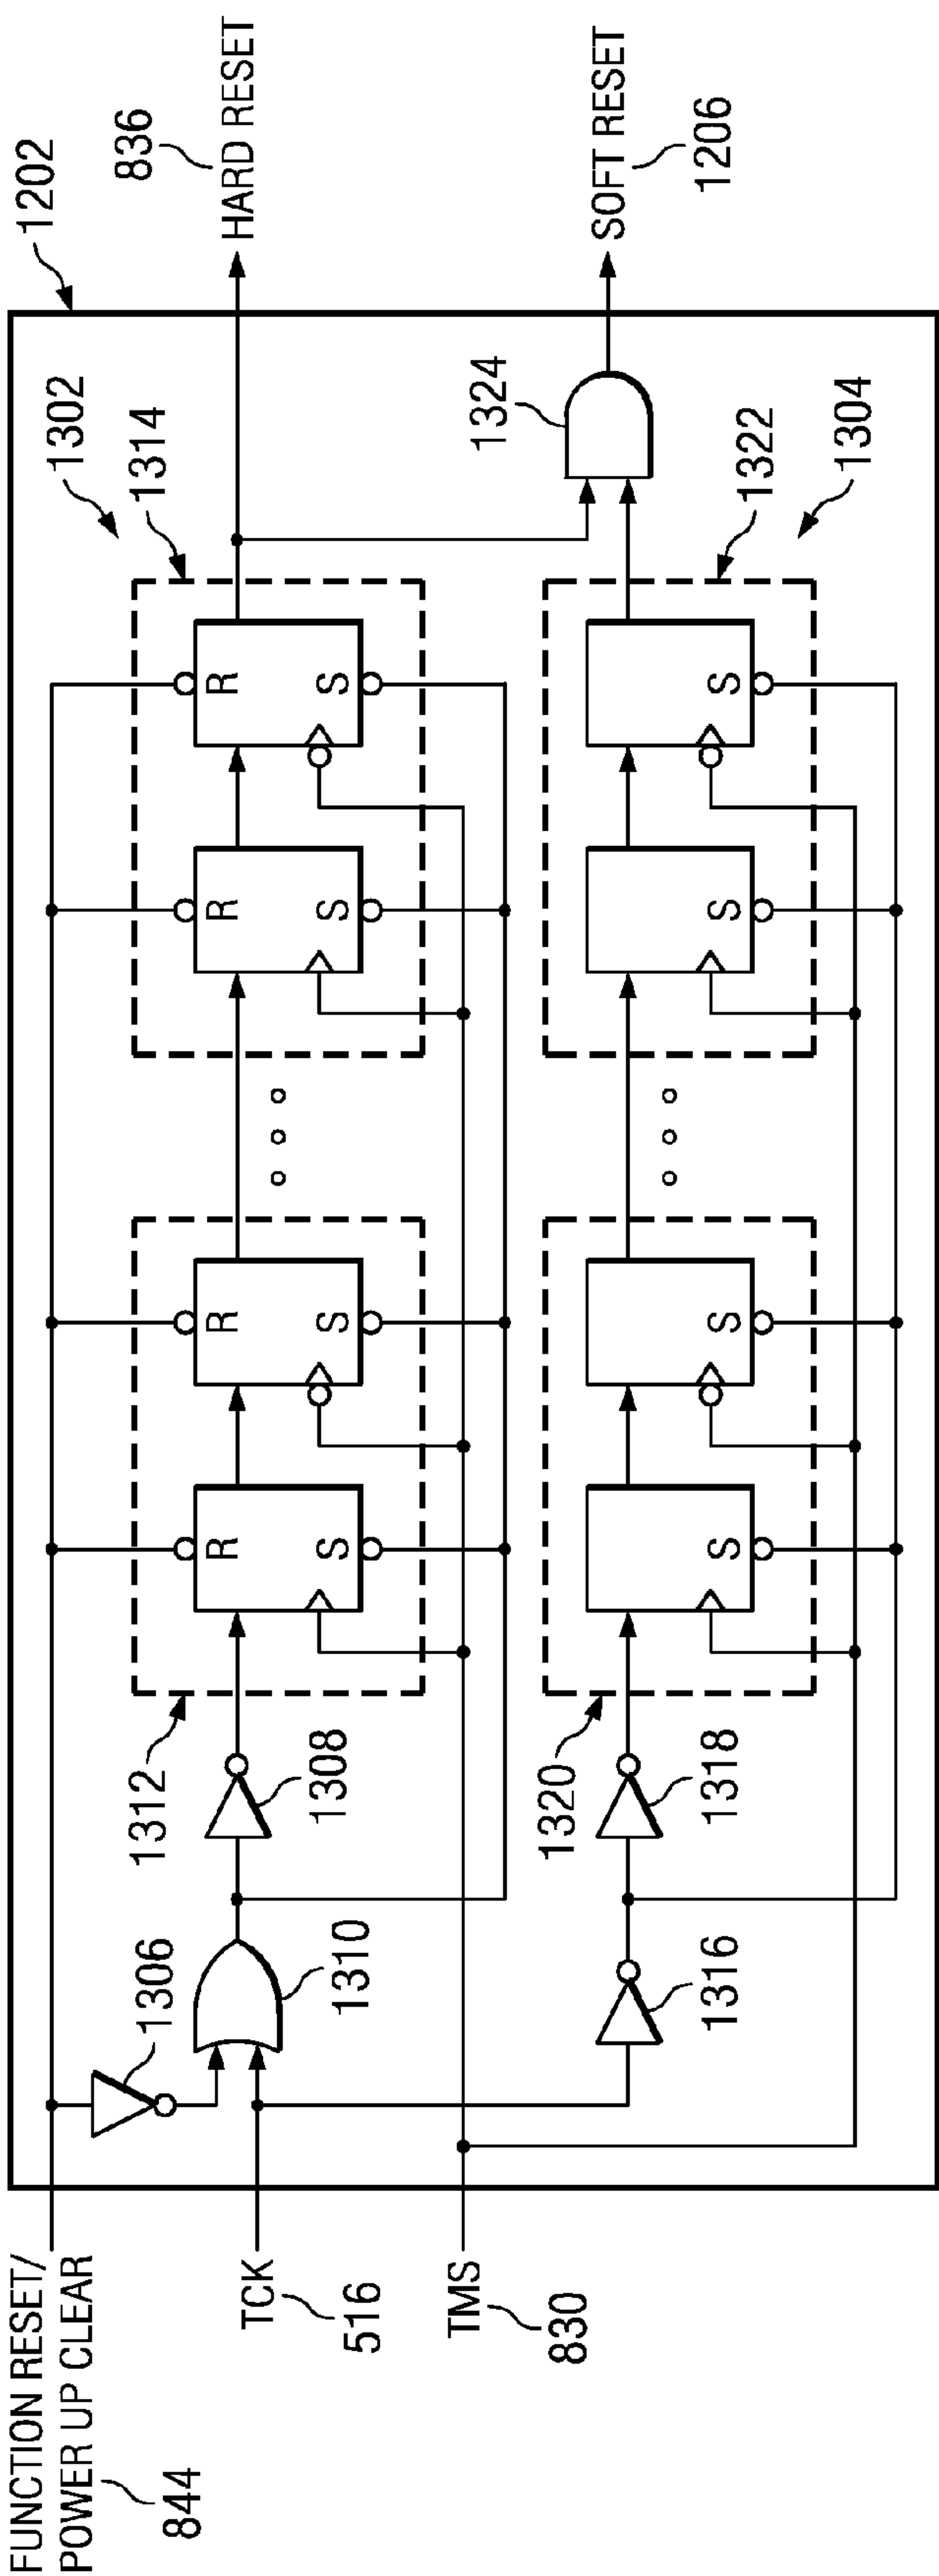 FUNCTION RESET/
POWER UP CLEAR
844
TCK
516
TMS
830
1202
1302
1306
1310
1312
1308
1314
R
S
R
S
R
S
R
S
HARD RESET
836
1316
1318
1320
S
S
S
S
1322
1304
1324
SOFT RESET
1206